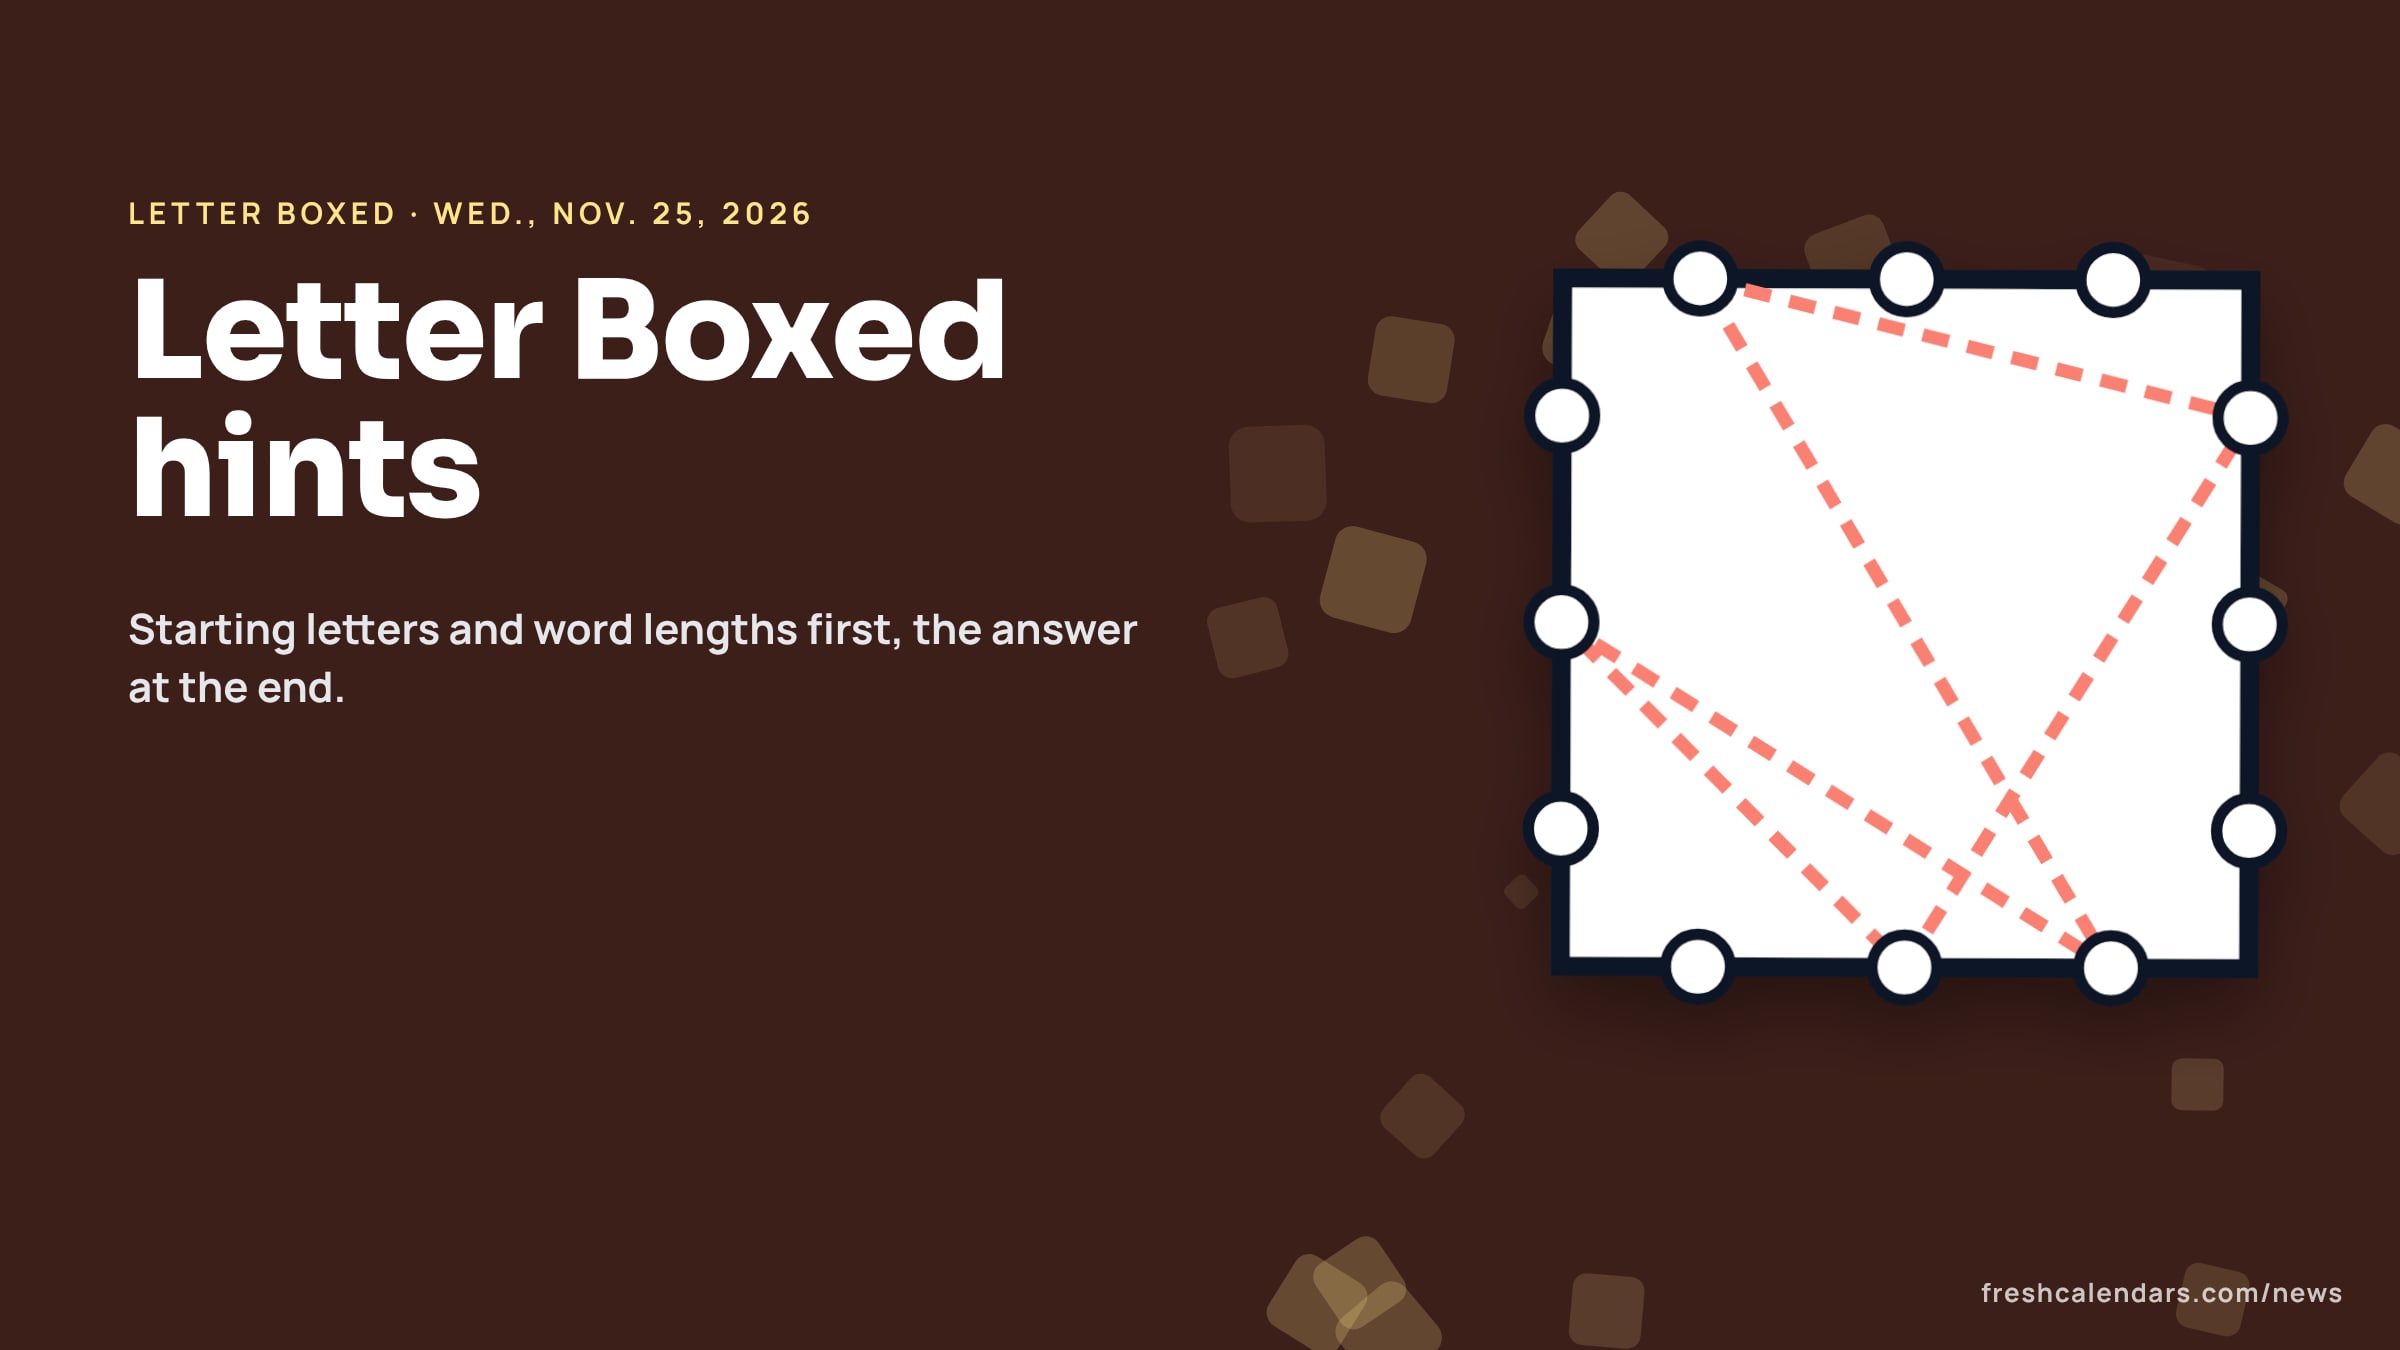 LETTER BOXED · WED., NOV. 25, 2026
Letter Boxed
hints
Starting letters and word lengths first, the answer
at the end.
freshcalendars.com/news